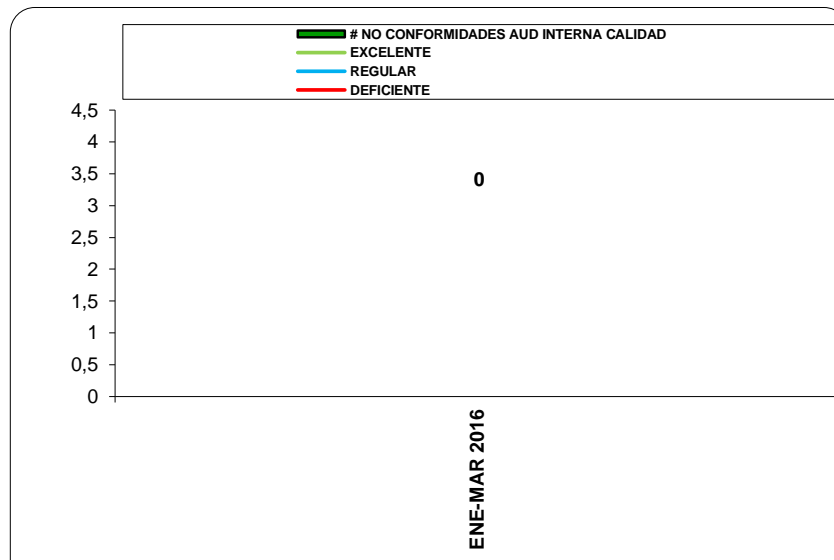 # NO CONFORMIDADES AUD INTERNA CALIDAD
EXCELENTE
REGULAR
DEFICIENTE
4,5
4
3,5
3
2,5
2
1,5
1
0,5
0
0
ENE-MAR 2016